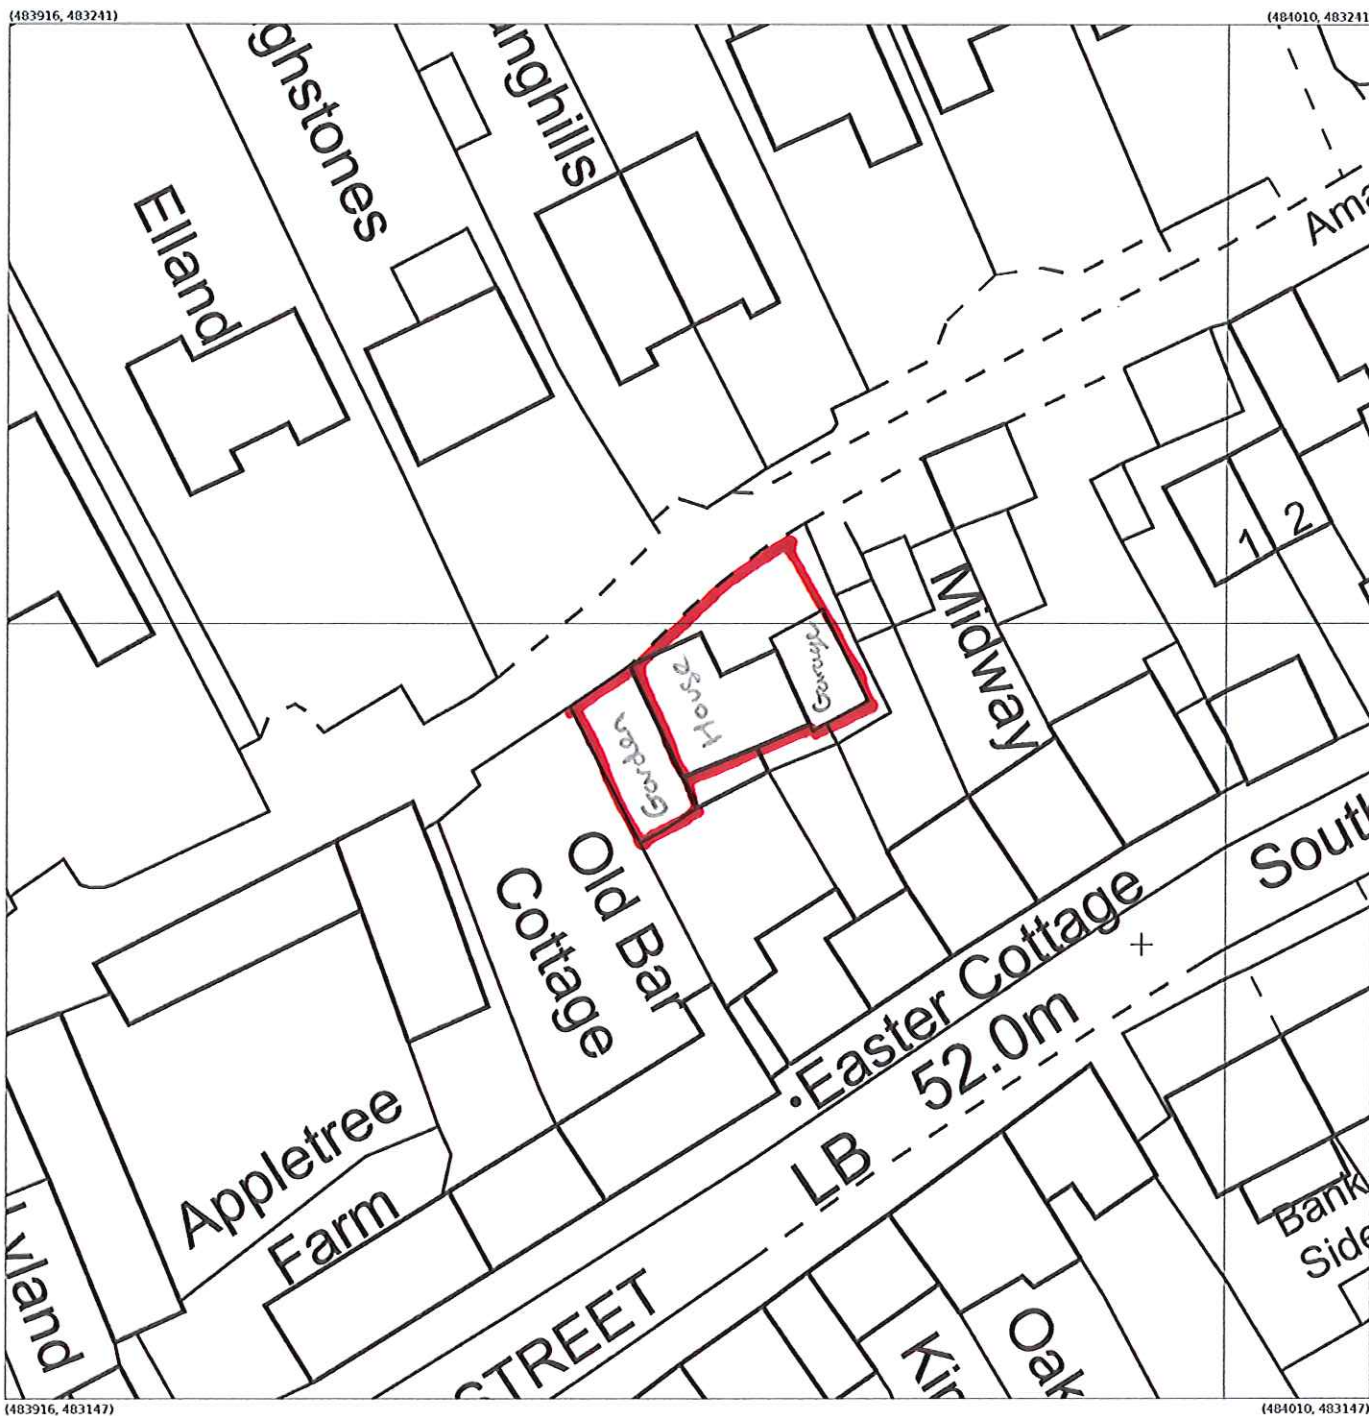 (483916, 483241)
(484010, 483241)
ghstones
nghills
Elland
Ama
1
2
Midway
Garage
House
Garden
Old Bar
Cottage
South
Easter Cottage
52.0m
LB
Appletree
Farm
yland
STREET
Bank
Side
Kin
Oak
(483916, 483147)
(484010, 483147)